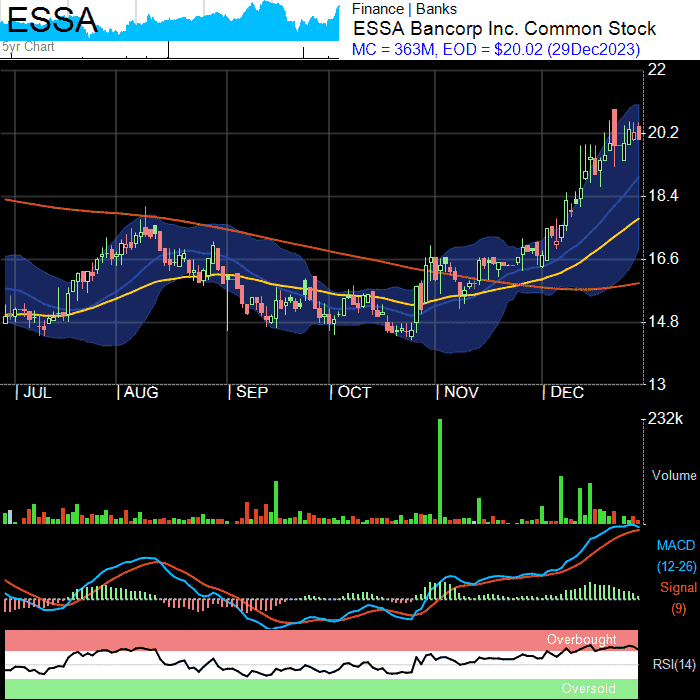 ESSA
5yr Chart
Finance | Banks
ESSA Bancorp Inc. Common Stock
MC = 363M, EOD = $20.02 (29Dec2023)
22
20.2
18.4
16.6
14.8
13
JUL AUG SEP OCT NOV DEC
232k
Volume
MACD
(12-26)
Signal
(9)
Overbought
RSI(14)
Oversold